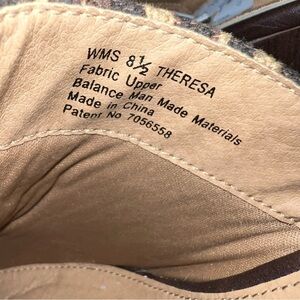 WMS 8½ THERESA
Fabric Upper
Balance Man Made Materials
Made in China
Patent No 7056558